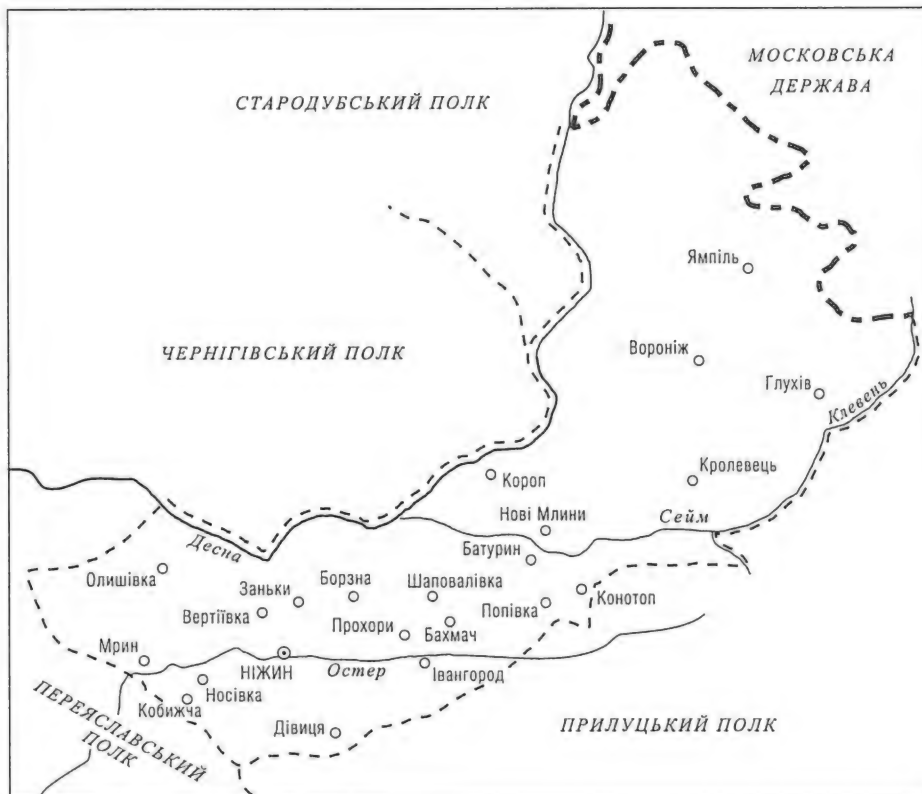 МОСКОВСЬКА
ДЕРЖАВА
СТАРОДУБСЬКИЙ ПОЛК
Ямпіль
ЧЕРНІГІВСЬКИЙ ПОЛК
Вороніж
Глухів
Клевень
Короп
Кролевець
Нові Млини
Сейм
Десна
Батурин
Олишівка
Заньки
Борзна
Шаповалівка
Конотоп
Вертіївка
Попівка
Прохори
Бахмач
Мрин
НІЖИН
Остер
Івангород
Носівка
Кобижча
ПЕРЕЯСЛАВСЬКИЙ
ПОЛК
Дівиця
ПРИЛУЦЬКИЙ ПОЛК